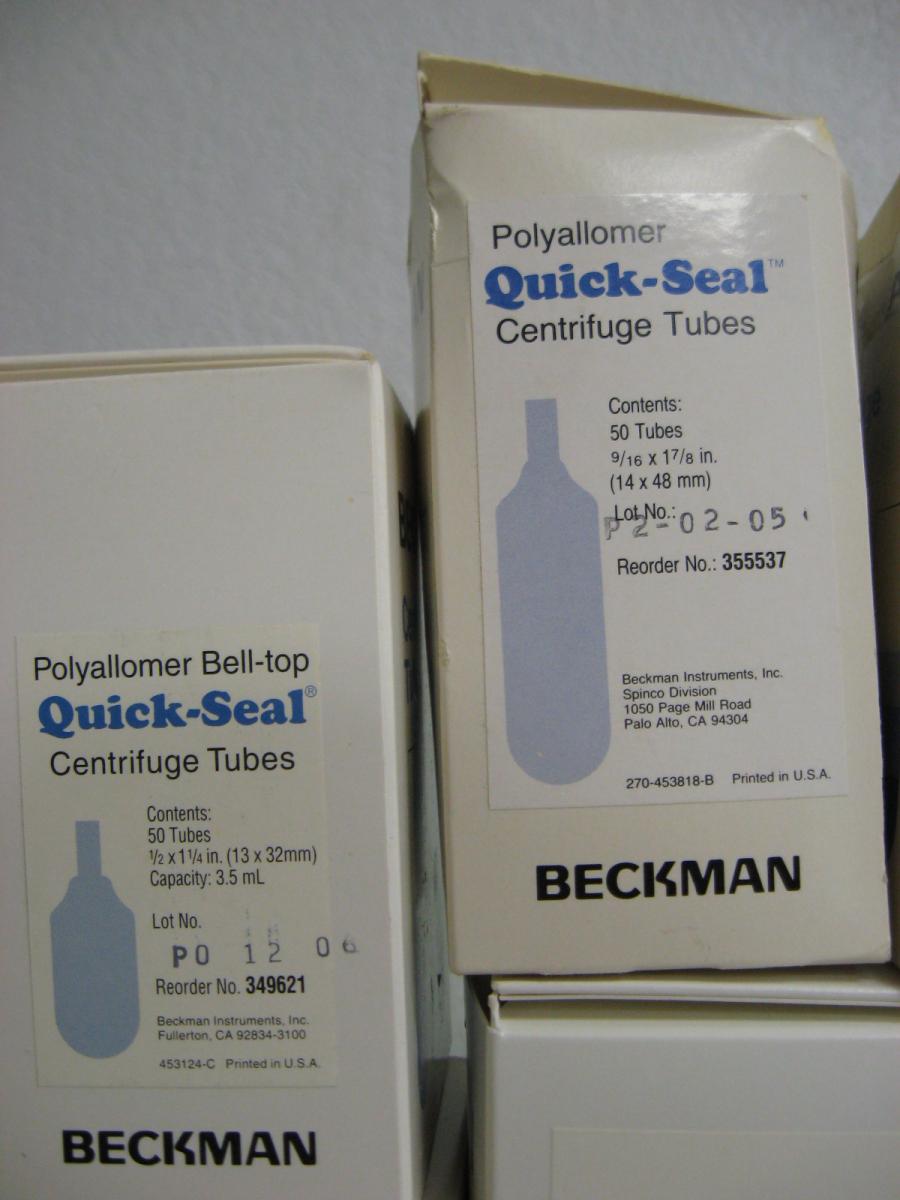 Polyallomer
Quick-Seal™
Centrifuge Tubes
Contents:
50 Tubes
9/16 x 1 7/8 in.
(14 x 48 mm)
Lot No.:
P2-02-05
Reorder No.: 355537
Beckman Instruments, Inc.
Spinco Division
1050 Page Mill Road
Palo Alto, CA 94304
270-453818-B Printed in U.S.A.
BECKMAN
Polyallomer Bell-top
Quick-Seal®
Centrifuge Tubes
Contents:
50 Tubes
1/2 x 1 1/4 in. (13 x 32mm)
Capacity: 3.5 mL
Lot No.
P0 12 06
Reorder No. 349621
Beckman Instruments, Inc.
Fullerton, CA 92834-3100
453124-C Printed in U.S.A.
BECKMAN